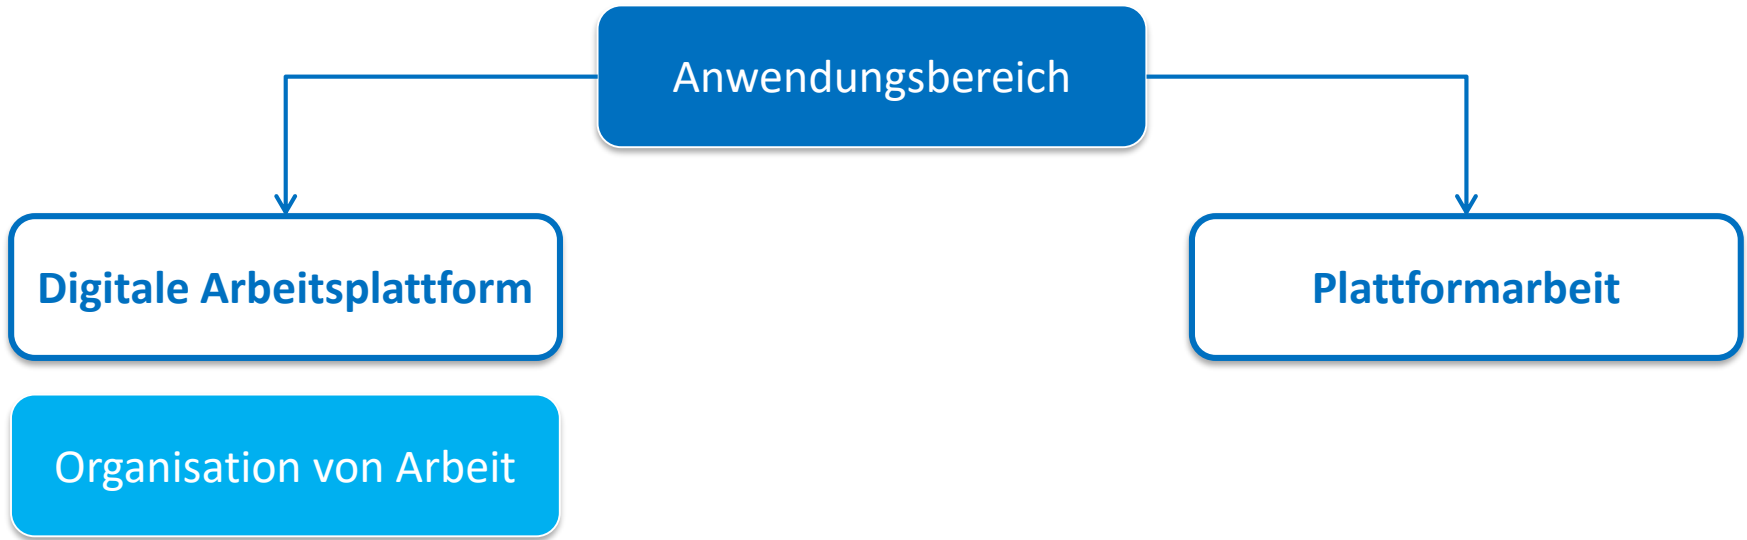 Anwendungsbereich
Digitale Arbeitsplattform
Plattformarbeit
Organisation von Arbeit